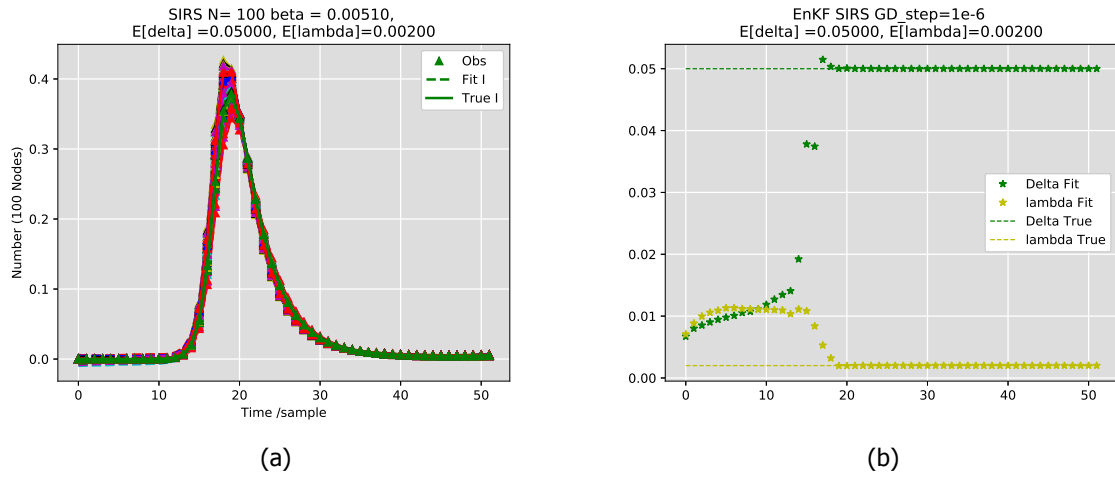 SIRS N= 100 beta = 0.00510,
E[delta] =0.05000, E[lambda]=0.00200
Obs
Fit I
True I
0.4
0.3
0.2
0.1
0.0
Number (100 Nodes)
0 10 20 30 40 50
Time /sample
(a)
EnKF SIRS GD_step=1e-6
E[delta] =0.05000, E[lambda]=0.00200
0.05
0.04
0.03
0.02
0.01
0.00
Delta Fit
lambda Fit
Delta True
lambda True
0 10 20 30 40 50
(b)